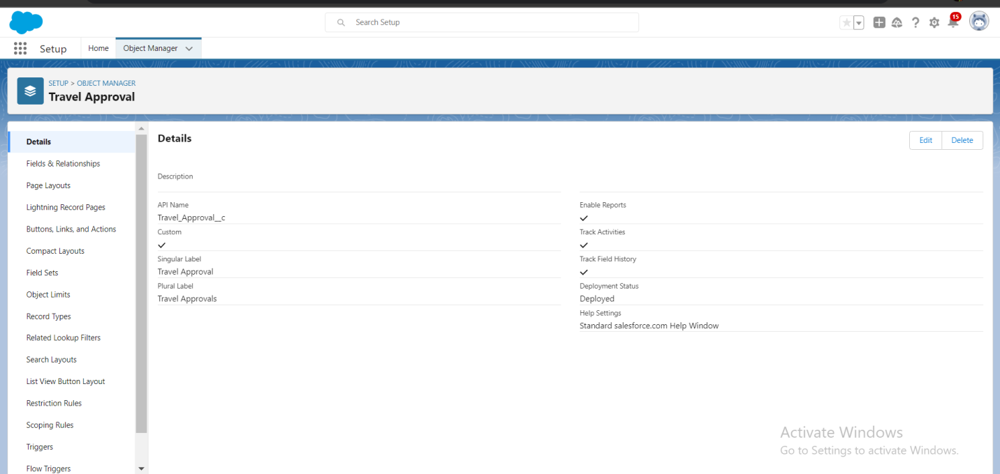 Search Setup
15
Setup
Home
Object Manager
SETUP > OBJECT MANAGER
Travel Approval
Details
Fields & Relationships
Page Layouts
Lightning Record Pages
Buttons, Links, and Actions
Compact Layouts
Field Sets
Object Limits
Record Types
Related Lookup Filters
Search Layouts
List View Button Layout
Restriction Rules
Scoping Rules
Triggers
Flow Triggers
Details
Edit
Delete
Description
API Name
Travel_Approval__c
Custom
Singular Label
Travel Approval
Plural Label
Travel Approvals
Enable Reports
Track Activities
Track Field History
Deployment Status
Deployed
Help Settings
Standard salesforce.com Help Window
Activate Windows
Go to Settings to activate Windows.